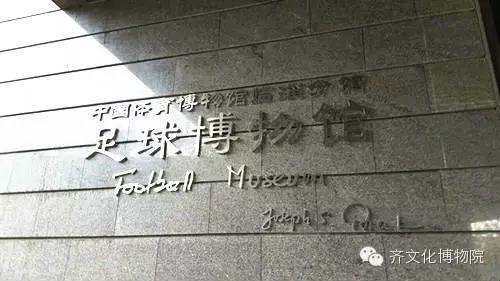 中国体育博物馆临淄分馆
足球博物馆
Football Museum
Joseph S.
齐文化博物院